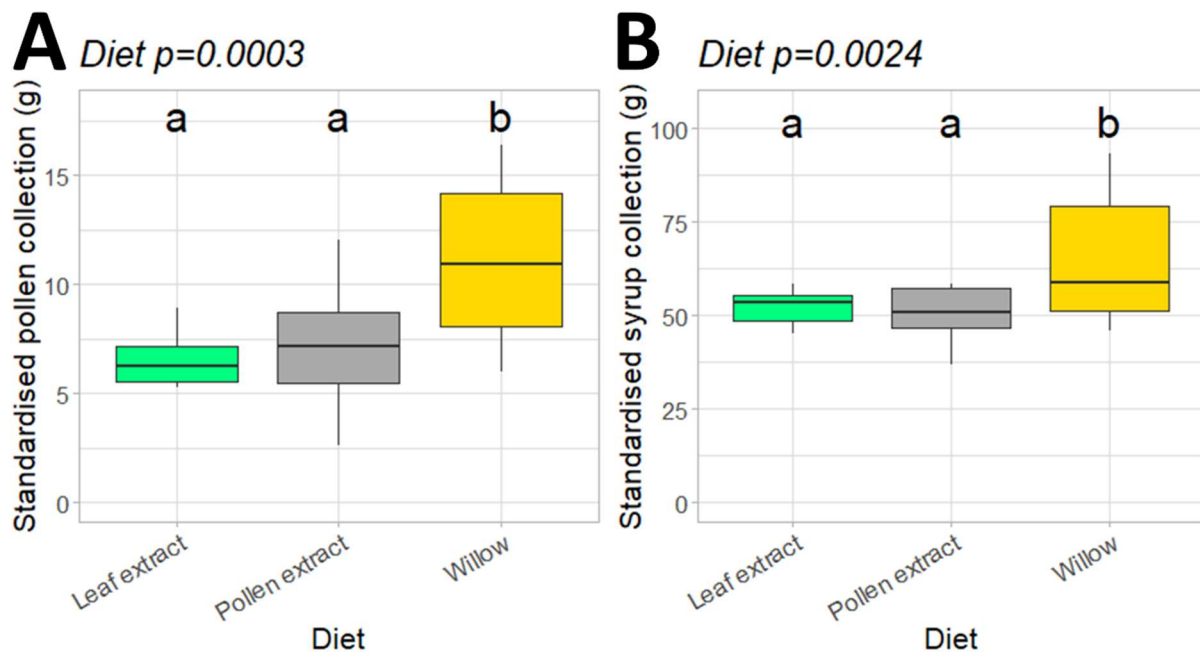 A
Diet p=0.0003
Standardised pollen collection (g)
15
10
5
0
a
a
b
Leaf extract
Pollen extract
Willow
Diet
B
Diet p=0.0024
Standardised syrup collection (g)
100
75
50
25
0
a
a
b
Leaf extract
Pollen extract
Willow
Diet